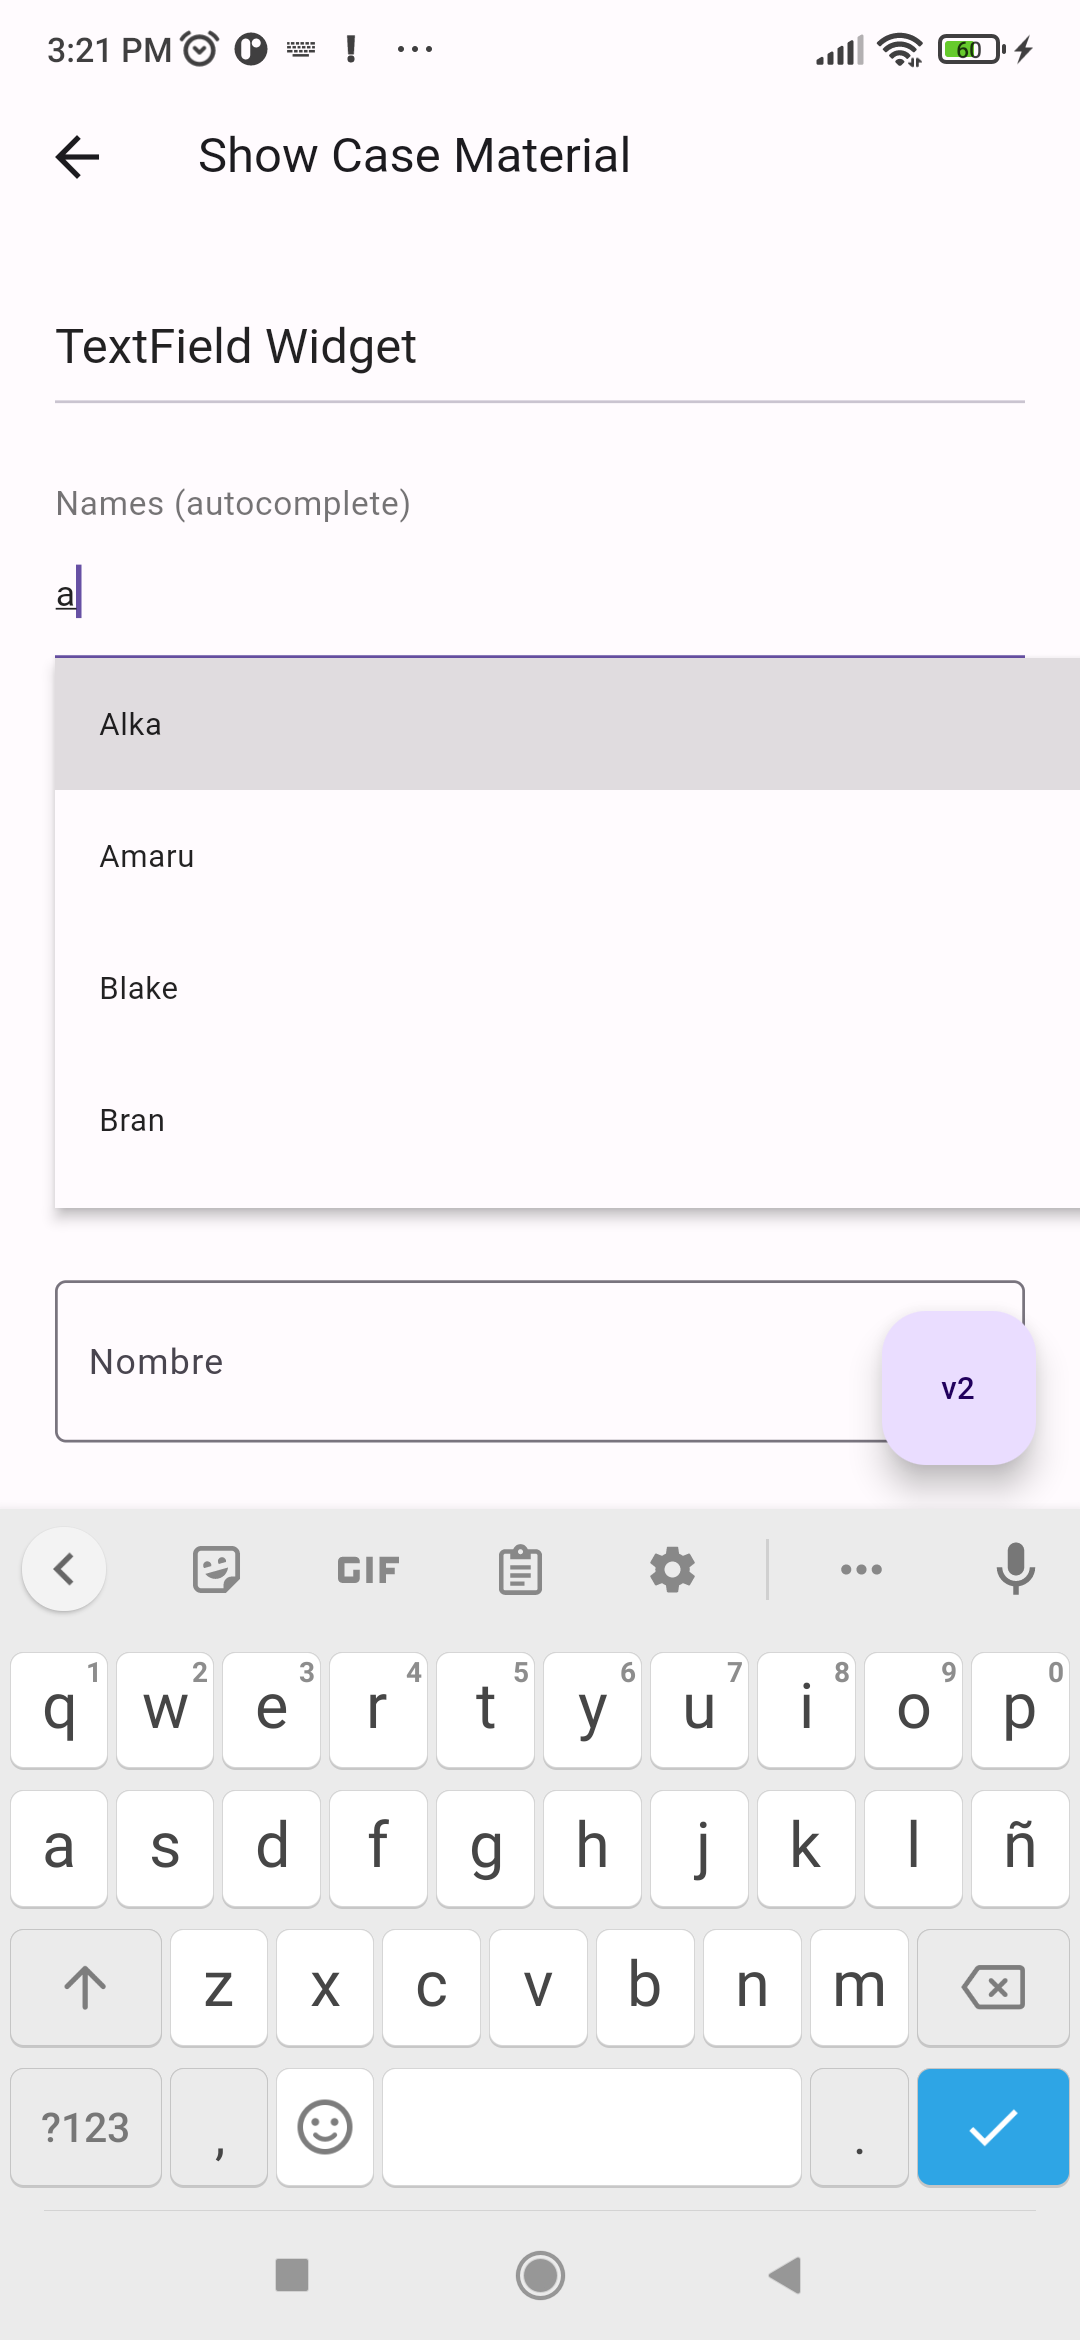 3:21 PM
60
Show Case Material
TextField Widget
Names (autocomplete)
a
Alka
Amaru
Blake
Bran
Nombre
v2
GIF
1 2 3 4 5 6 7 8 9 0
q w e r t y u i o p
a s d f g h j k l ñ
z x c v b n m
?123 , .